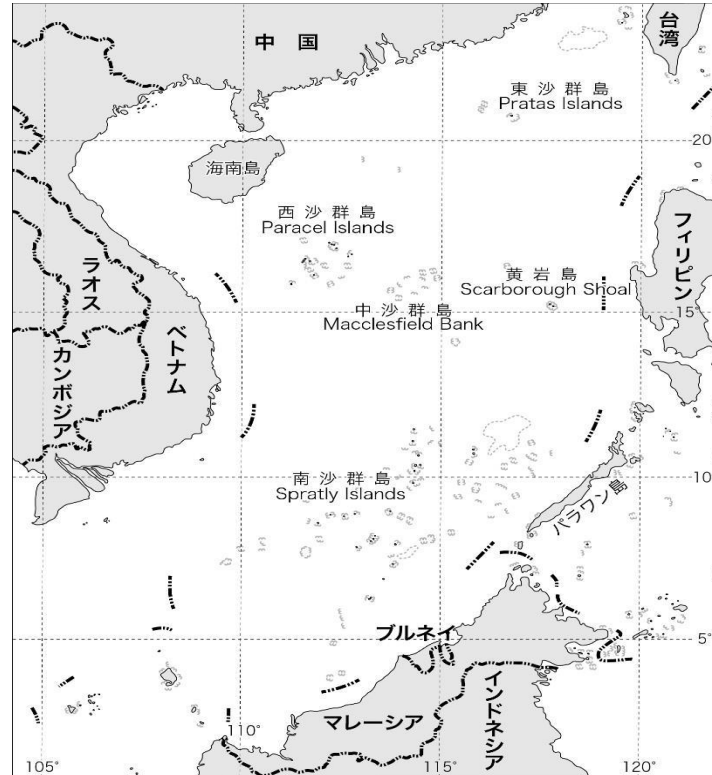 中国
台湾
東沙群島
Pratas Islands
20
海南島
西沙群島
Paracel Islands
フィリピン
黄岩島
Scarborough Shoal
ラオス
中沙群島
Macclesfield Bank
15°
ベトナム
カンボジア
南沙群島
Spratly Islands
10
パラワン島
ブルネイ
5°
マレーシア
インドネシア
105°
110°
115°
120°